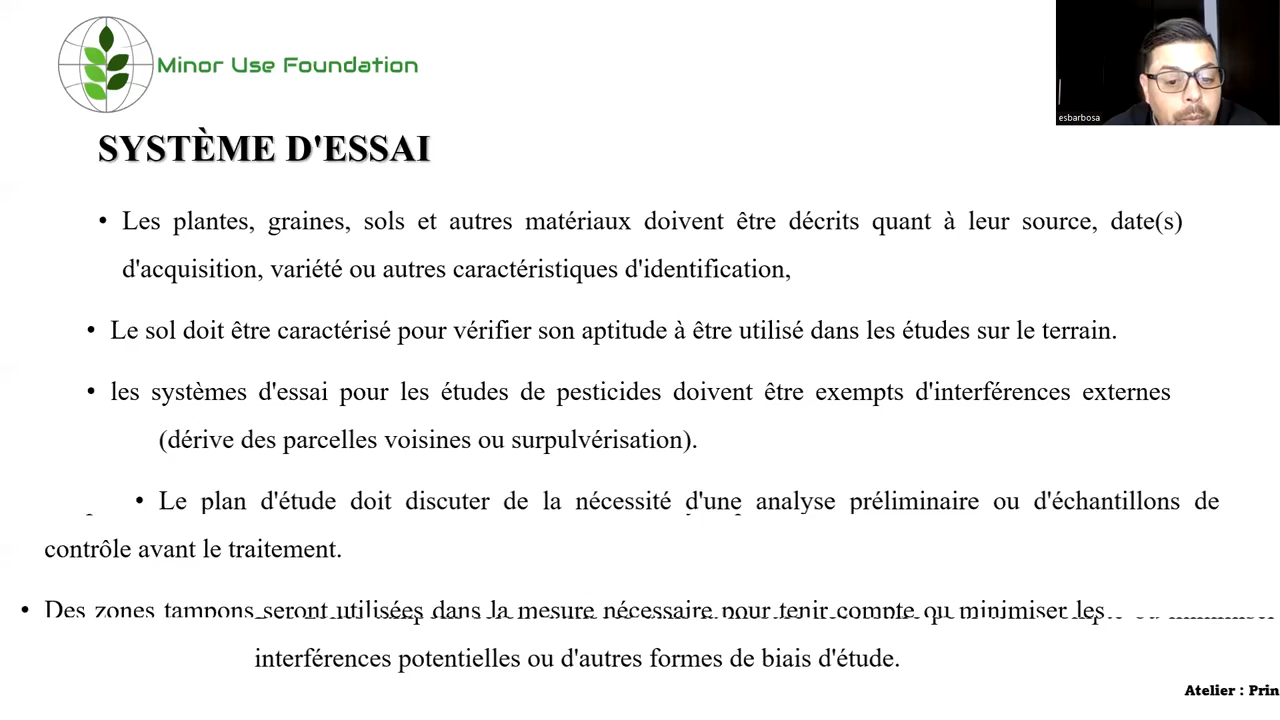 Minor Use Foundation
esbarbosa
SYSTÈME D'ESSAI
• Les plantes, graines, sols et autres matériaux doivent être décrits quant à leur source, date(s)
d'acquisition, variété ou autres caractéristiques d'identification,
• Le sol doit être caractérisé pour vérifier son aptitude à être utilisé dans les études sur le terrain.
• les systèmes d'essai pour les études de pesticides doivent être exempts d'interférences externes
(dérive des parcelles voisines ou surpulvérisation).
• Le plan d'étude doit discuter de la nécessité d'une analyse préliminaire ou d'échantillons de
contrôle avant le traitement.
• Des zones tampons seront utilisées dans la mesure nécessaire pour tenir compte ou minimiser les
interférences potentielles ou d'autres formes de biais d'étude.
Atelier : Prin